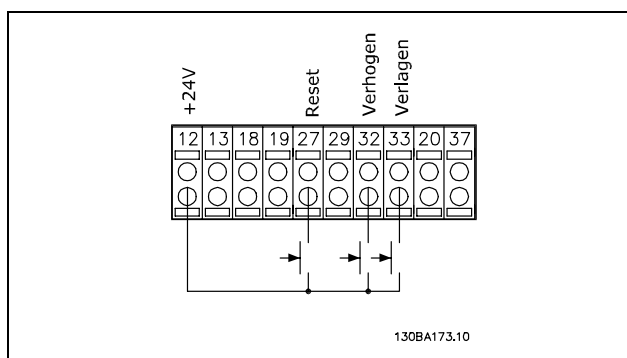 +24V
Reset
Verhogen
Verlagen
12 13 18 19 27 29 32 33 20 37
130BA173.10